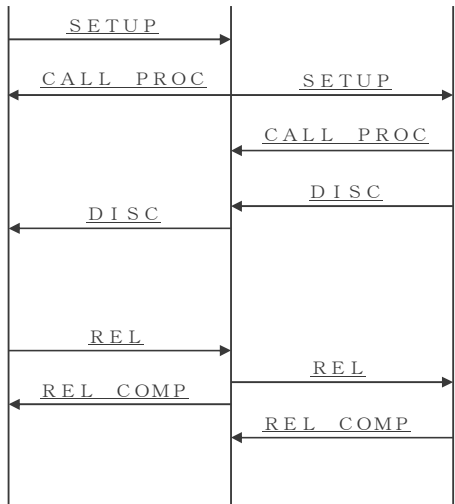 SETUP
CALL PROC
SETUP
CALL PROC
DISC
DISC
REL
REL
REL COMP
REL COMP